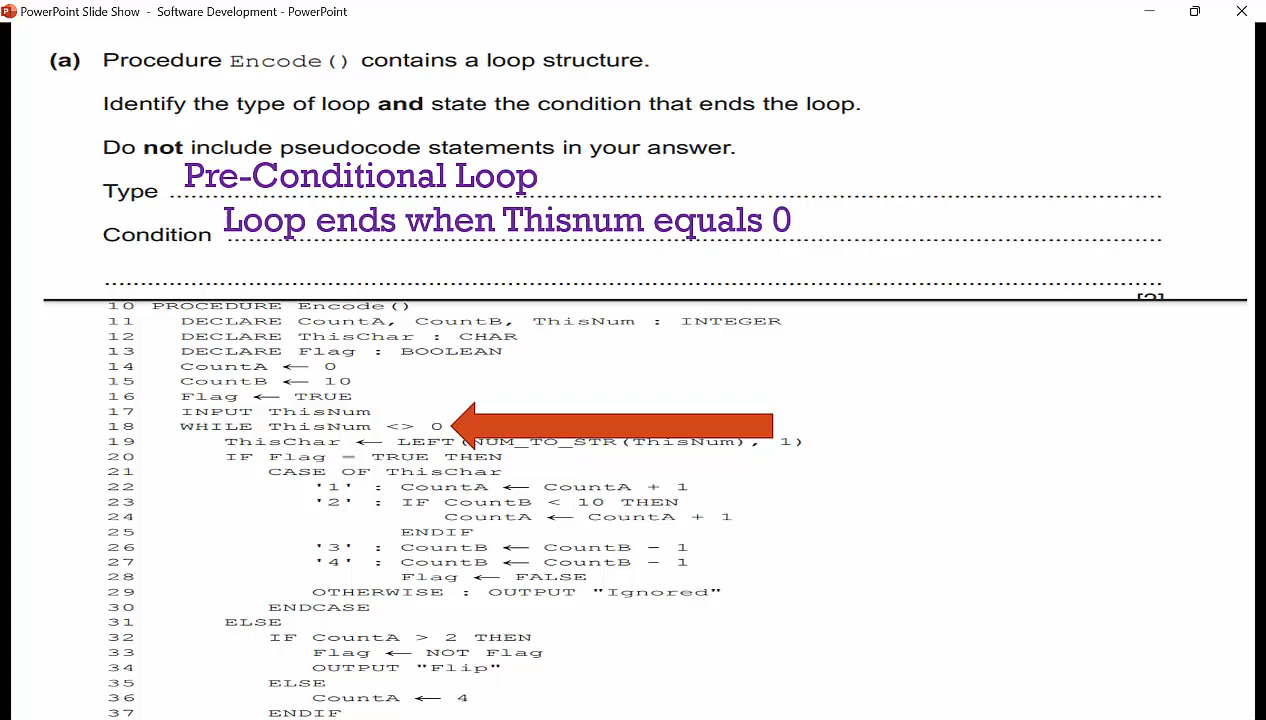 PowerPoint Slide Show - Software Development - PowerPoint
(a) Procedure Encode() contains a loop structure.
Identify the type of loop and state the condition that ends the loop.
Do not include pseudocode statements in your answer.
Type Pre-Conditional Loop
Condition Loop ends when Thisnum equals 0
10 PROCEDURE Encode()
11 DECLARE CountA, CountB, ThisNum : INTEGER
12 DECLARE ThisChar : CHAR
13 DECLARE Flag : BOOLEAN
14 CountA ← 0
15 CountB ← 10
16 Flag ← TRUE
17 INPUT ThisNum
18 WHILE ThisNum <> 0
19 ThisChar ← LEFT(NUM_TO_STR(ThisNum), 1)
20 IF Flag = TRUE THEN
21 CASE OF ThisChar
22 '1' : CountA ← CountA + 1
23 '2' : IF CountB < 10 THEN
24 CountA ← CountA + 1
25 ENDIF
26 '3' : CountB ← CountB - 1
27 '4' : CountB ← CountB - 1
28 Flag ← FALSE
29 OTHERWISE : OUTPUT "Ignored"
30 ENDCASE
31 ELSE
32 IF CountA > 2 THEN
33 Flag ← NOT Flag
34 OUTPUT "Flip"
35 ELSE
36 CountA ← 4
37 ENDIF